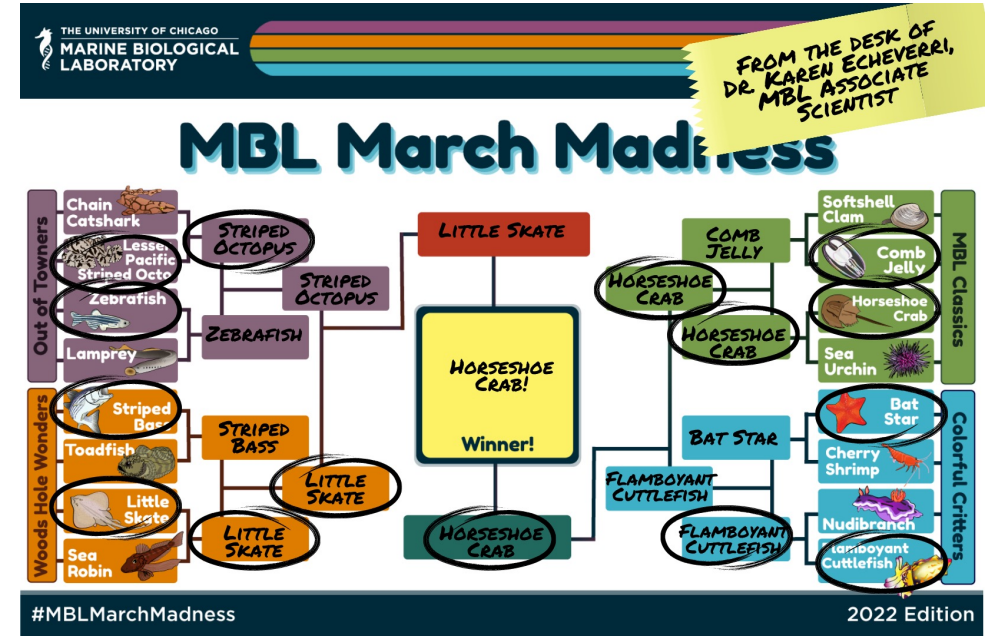 THE UNIVERSITY OF CHICAGO
MARINE BIOLOGICAL
LABORATORY
FROM THE DESK OF
DR. KAREN ECHEVERRI,
MBL ASSOCIATE
SCIENTIST
MBL March Madness
Out of Towners
Chain
Catshark
Lesser
Pacific
Striped Octo
Zebrafish
Lamprey
STRIPED
OCTOPUS
ZEBRAFISH
STRIPED
OCTOPUS
Woods Hole Wonders
Striped
Bass
Toadfish
Little
Skate
Sea
Robin
STRIPED
BASS
LITTLE
SKATE
LITTLE
SKATE
LITTLE SKATE
HORSESHOE
CRAB!
Winner!
HORSESHOE
CRAB
COMB
JELLY
HORSESHOE
CRAB
HORSESHOE
CRAB
Softshell
Clam
Comb
Jelly
Horseshoe
Crab
Sea
Urchin
MBL Classics
BAT STAR
FLAMBOYANT
CUTTLEFISH
FLAMBOYANT
CUTTLEFISH
Bat
Star
Cherry
Shrimp
Nudibranch
Flamboyant
Cuttlefish
Colorful Critters
#MBLMarchMadness
2022 Edition